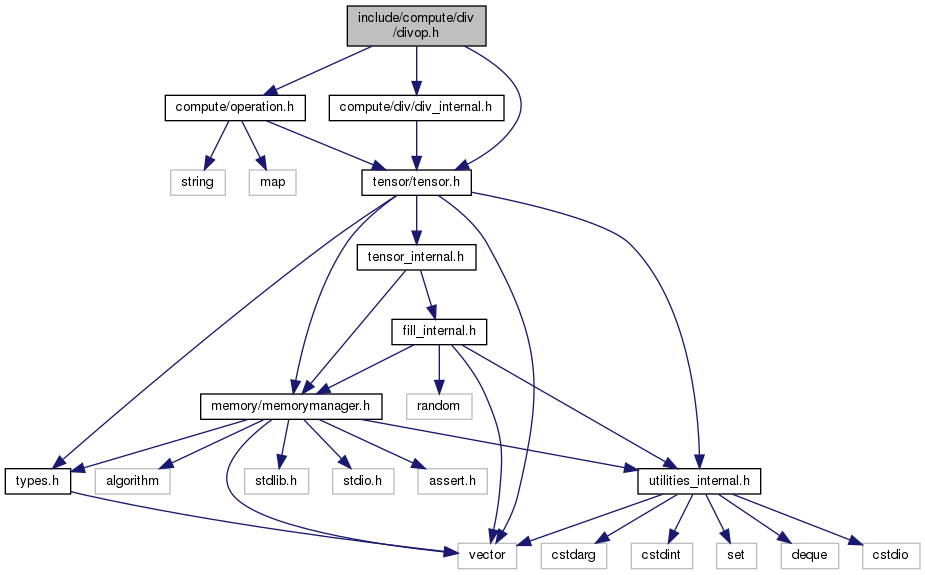 include/compute/div
/divop.h
compute/operation.h
compute/div/div_internal.h
string
map
tensor/tensor.h
tensor_internal.h
fill_internal.h
memory/memorymanager.h
random
types.h
algorithm
stdlib.h
stdio.h
assert.h
utilities_internal.h
vector
cstdarg
cstdint
set
deque
cstdio